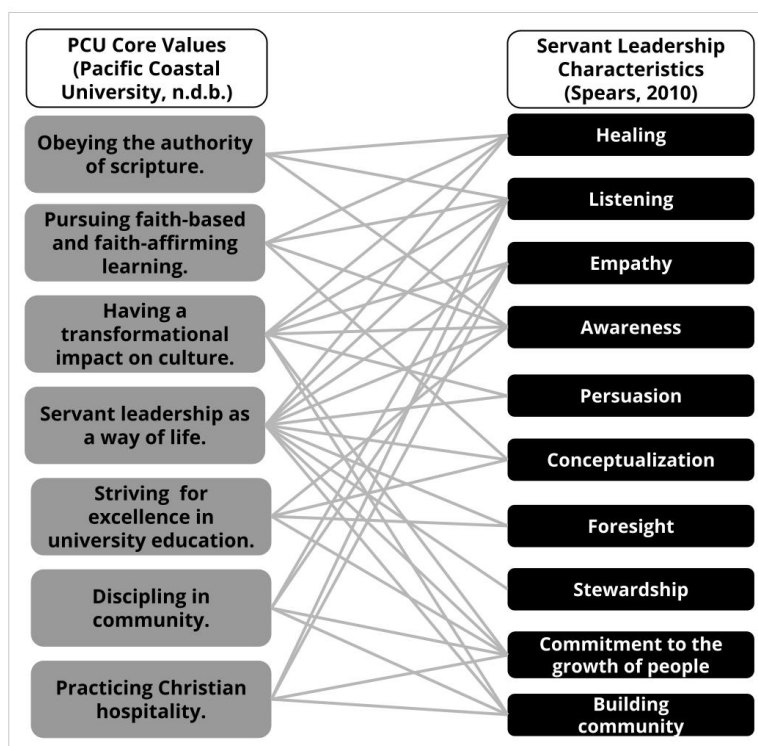 PCU Core Values
(Pacific Coastal
University, n.d.b.)
Obeying the authority
of scripture.
Pursuing faith-based
and faith-affirming
learning.
Having a
transformational
impact on culture.
Servant leadership as
a way of life.
Striving for
excellence in
university education.
Discipling in
community.
Practicing Christian
hospitality.
Servant Leadership
Characteristics
(Spears, 2010)
Healing
Listening
Empathy
Awareness
Persuasion
Conceptualization
Foresight
Stewardship
Commitment to the
growth of people
Building
community